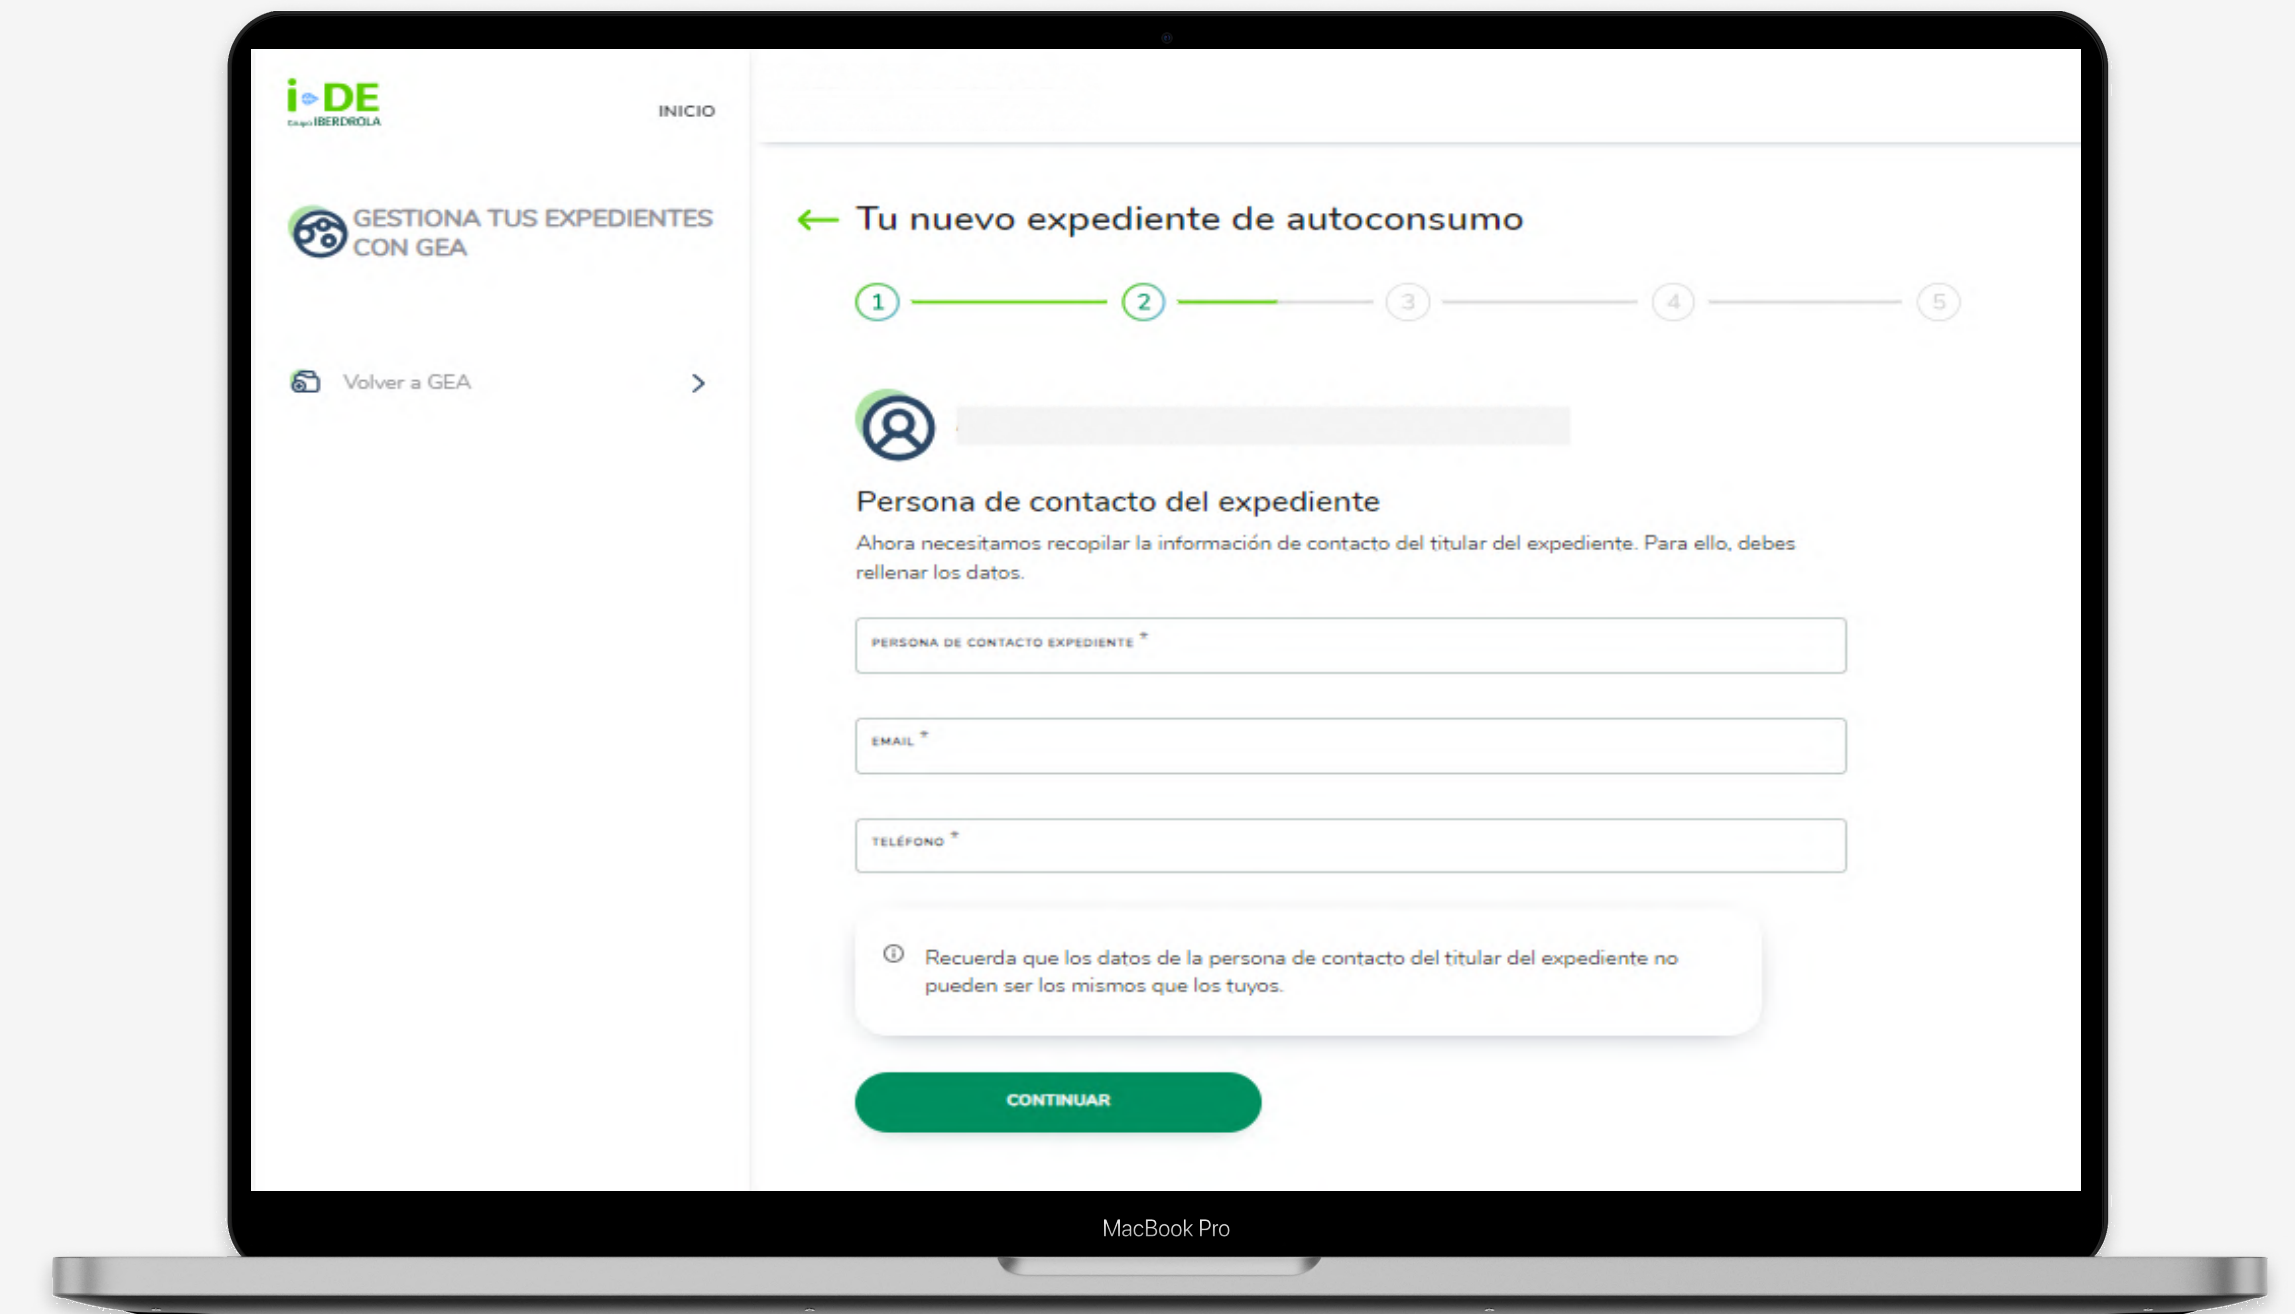 i DE
Grupo IBERDROLA
INICIO
GESTIONA TUS EXPEDIENTES
CON GEA
Volver a GEA
Tu nuevo expediente de autoconsumo
1 2 3 4 5
Persona de contacto del expediente
Ahora necesitamos recopilar la información de contacto del titular del expediente. Para ello, debes
rellenar los datos.
PERSONA DE CONTACTO EXPEDIENTE *
EMAIL *
TELÉFONO *
Recuerda que los datos de la persona de contacto del titular del expediente no
pueden ser los mismos que los tuyos.
CONTINUAR
MacBook Pro